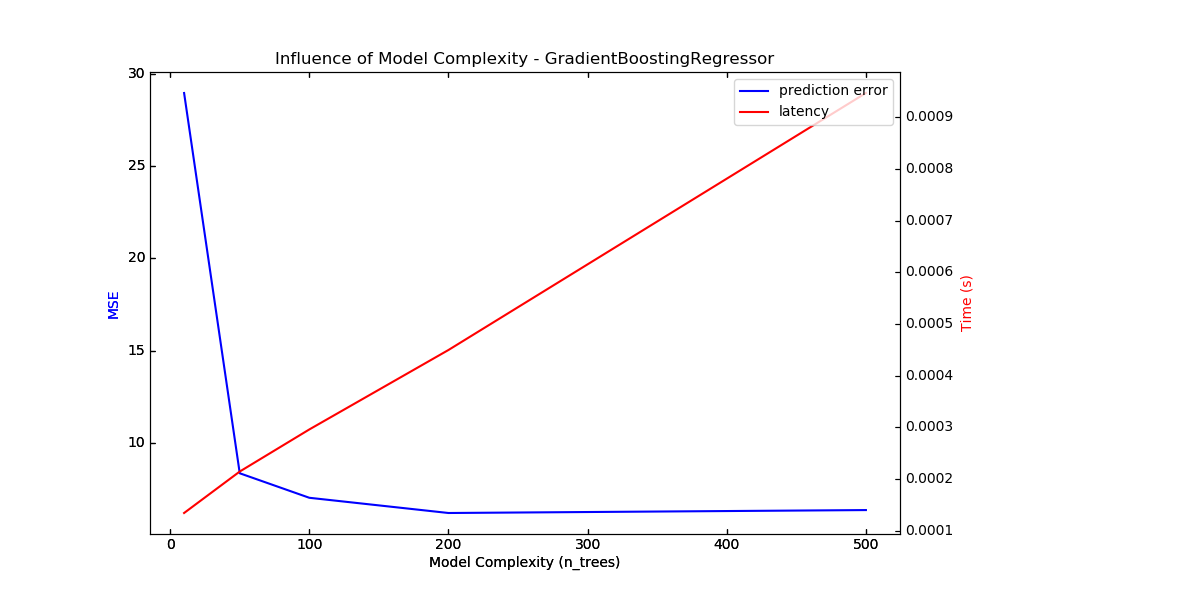 Influence of Model Complexity - GradientBoostingRegressor
prediction error
latency
30
25
20
15
10
MSE
0.0009
0.0008
0.0007
0.0006
0.0005
0.0004
0.0003
0.0002
0.0001
Time (s)
0 100 200 300 400 500
Model Complexity (n_trees)